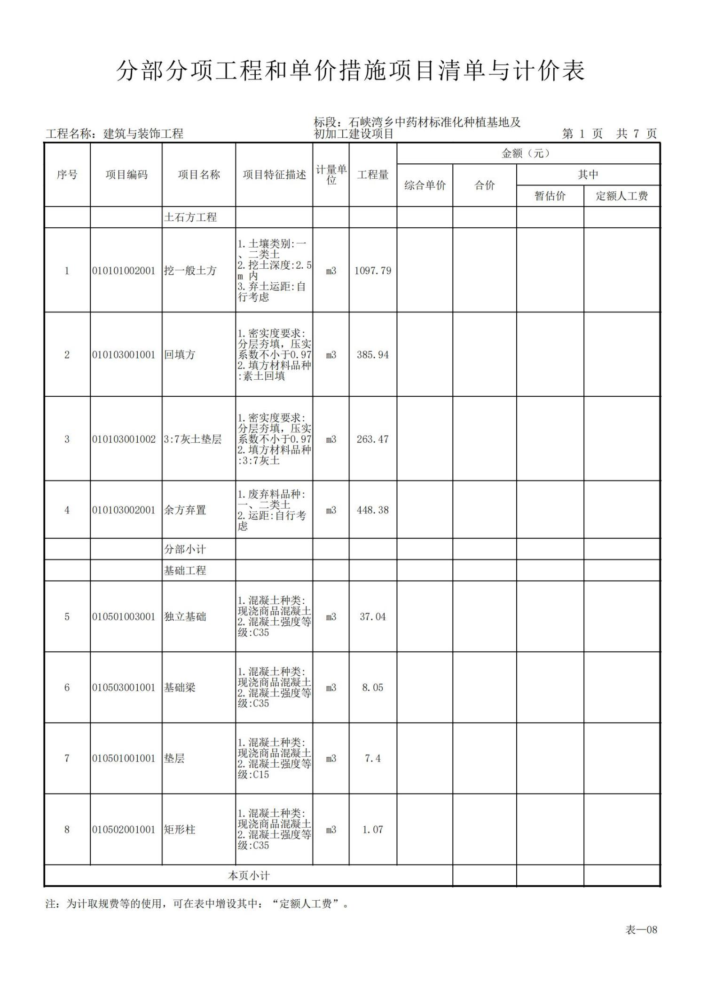 分部分项工程和单价措施项目清单与计价表
标段：石峡湾乡中药材标准化种植基地及
工程名称：建筑与装饰工程 初加工建设项目 第 1 页 共 7 页
序号 项目编码 项目名称 项目特征描述 计量单位 工程量 金额（元）
综合单价 合价 其中
暂估价 定额人工费
土石方工程
1 010101002001 挖一般土方
1.土壤类别:一
、二类土
2.挖土深度:2.5
m 内
3.弃土运距:自
行考虑
m3 1097.79
2 010103001001 回填方
1.密实度要求:
分层夯填，压实
系数不小于0.97
2.填方材料品种
:素土回填
m3 385.94
3 010103001002 3:7灰土垫层
1.密实度要求:
分层夯填，压实
系数不小于0.97
2.填方材料品种
:3:7灰土
m3 263.47
4 010103002001 余方弃置
1.废弃料品种:
一、二类土
2.运距:自行考
虑
m3 448.38
分部小计
基础工程
5 010501003001 独立基础
1.混凝土种类:
现浇商品混凝土
2.混凝土强度等
级:C35
m3 37.04
6 010503001001 基础梁
1.混凝土种类:
现浇商品混凝土
2.混凝土强度等
级:C35
m3 8.05
7 010501001001 垫层
1.混凝土种类:
现浇商品混凝土
2.混凝土强度等
级:C15
m3 7.4
8 010502001001 矩形柱
1.混凝土种类:
现浇商品混凝土
2.混凝土强度等
级:C35
m3 1.07
本页小计
注：为计取规费等的使用，可在表中增设其中：“定额人工费”。
表—08